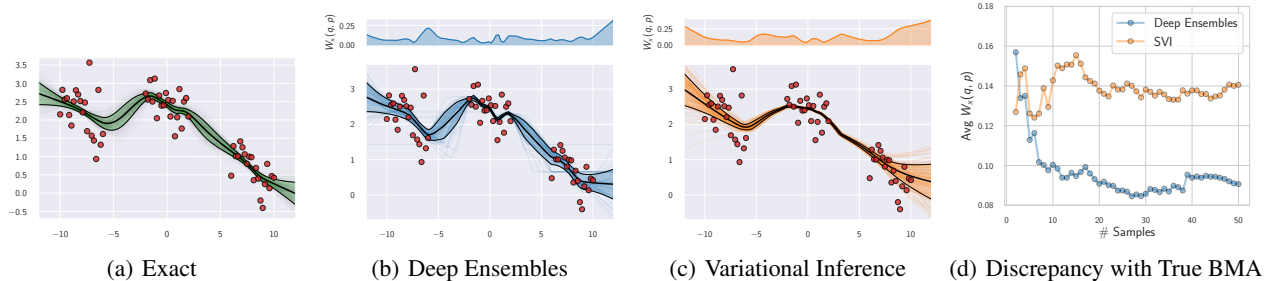 3.5
3.0
2.5
2.0
1.5
1.0
0.5
0.0
−0.5
−10 −5 0 5 10
(a) Exact
W_x(q, p)
0.25
0.00
3
2
1
0
−10 −5 0 5 10
(b) Deep Ensembles
W_x(q, p)
0.25
0.00
3
2
1
0
−10 −5 0 5 10
(c) Variational Inference
Deep Ensembles
SVI
Avg W_x(q, p)
0.18
0.16
0.14
0.12
0.10
0.08
0 10 20 30 40 50
# Samples
(d) Discrepancy with True BMA